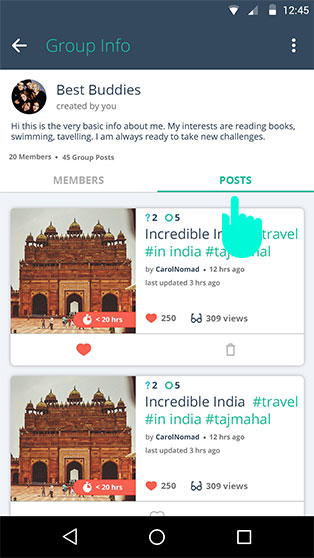 12:45
Group Info
Best Buddies
created by you
Hi this is the very basic info about me. My interests are reading books,
swimming, tavelling. I am always ready to take new challenges.
20 Members • 45 Group Posts
MEMBERS
POSTS
? 2 5
Incredible In #travel
#in india #tajmahal
by CarolNomad • 12 hrs ago
last updated 3 hrs ago
< 20 hrs
250 309 views
? 2 5
Incredible India #travel
#in india #tajmahal
by CarolNomad • 12 hrs ago
last updated 3 hrs ago
< 20 hrs
250 309 views